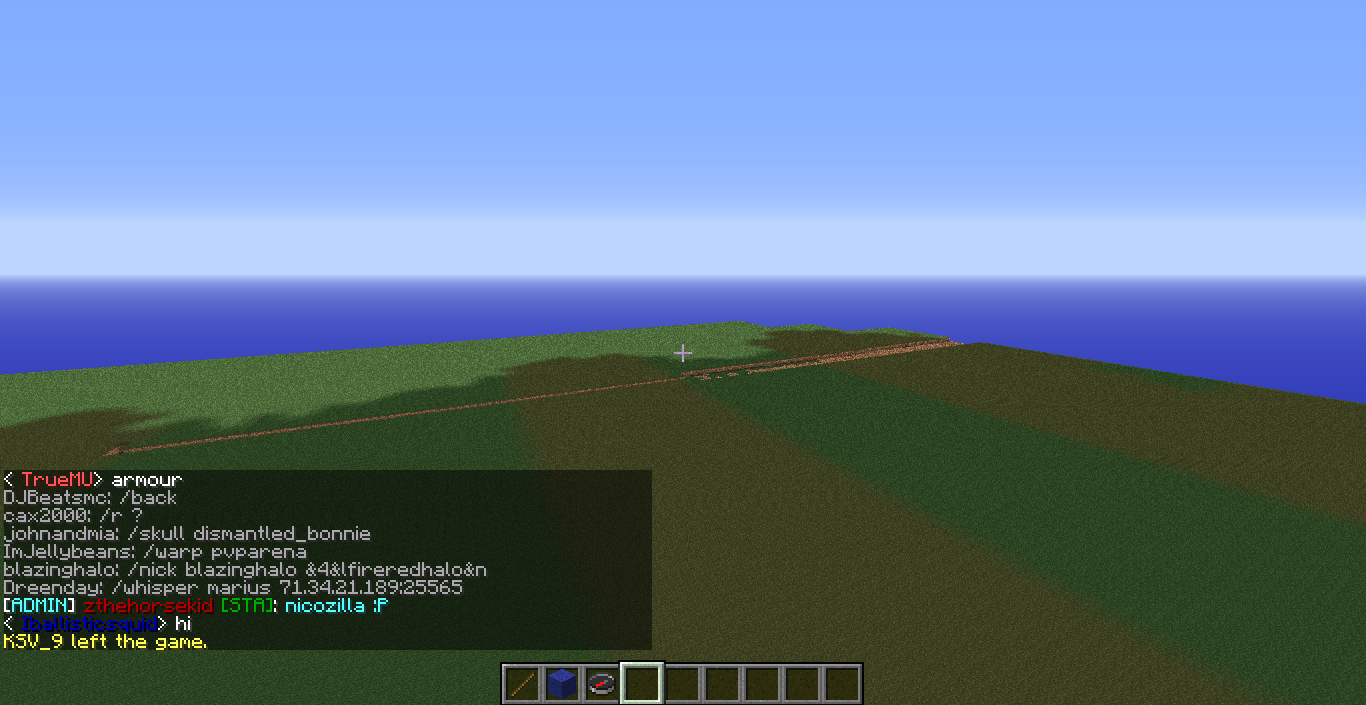 < TrueMU> armour
DJBeatsmc: /back
cax2000: /r ?
johnandmia: /skull dismantled_bonnie
ImJellybeans: /warp pvparena
blazinghalo: /nick blazinghalo &4&lfireredhalo&n
Dreenday: /whisper marius 71.34.21.189:25565
[ADMIN] zthehorsekid [STA]: nicozilla :P
< Iballisticsquid> hi
KSV_9 left the game.